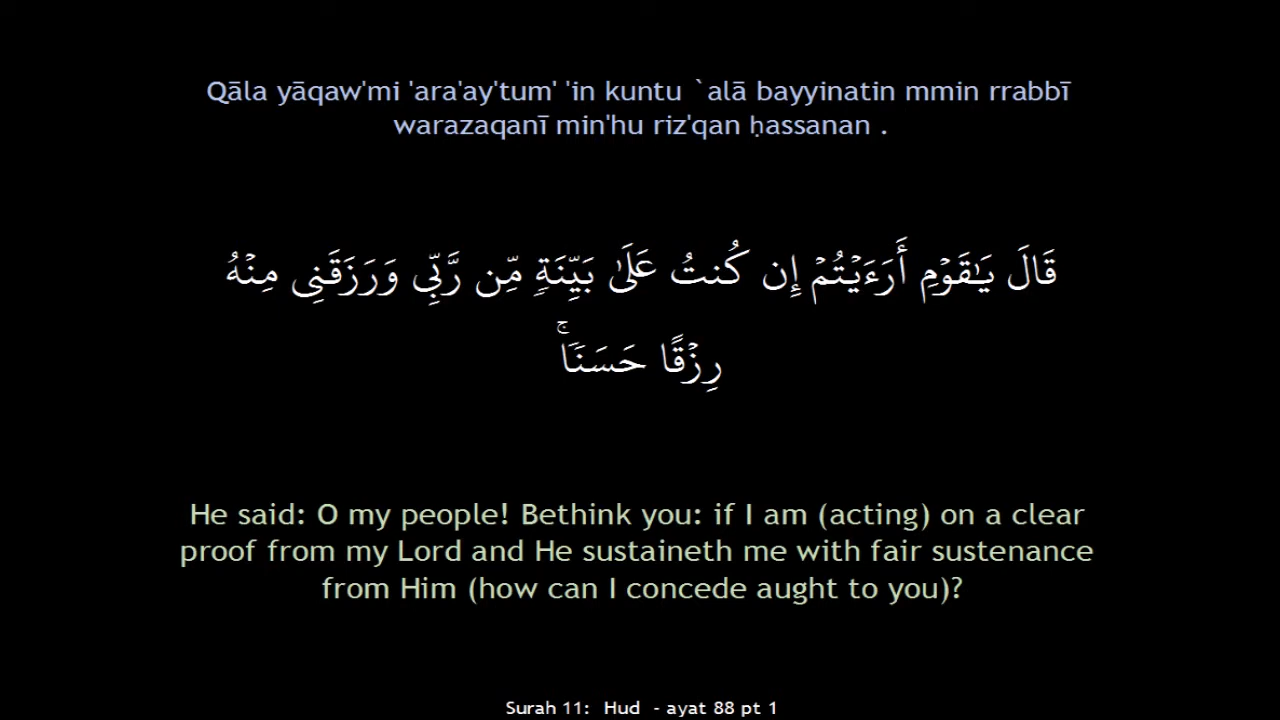 Qāla yāqaw'mi 'ara'ay'tum' 'in kuntu `alā bayyinatin mmin rrabbī
warazaqanī min'hu riz'qan ḥassanan .
قَالَ يَـٰقَوۡمِ أَرَءَيۡتُمۡ إِن كُنتُ عَلَىٰ بَيِّنَةٍۢ مِّن رَّبِّى وَرَزَقَنِى مِنۡهُ
رِزۡقًا حَسَنًۭا‌ۚ
He said: O my people! Bethink you: if I am (acting) on a clear
proof from my Lord and He sustaineth me with fair sustenance
from Him (how can I concede aught to you)?
Surah 11: Hud - ayat 88 pt 1